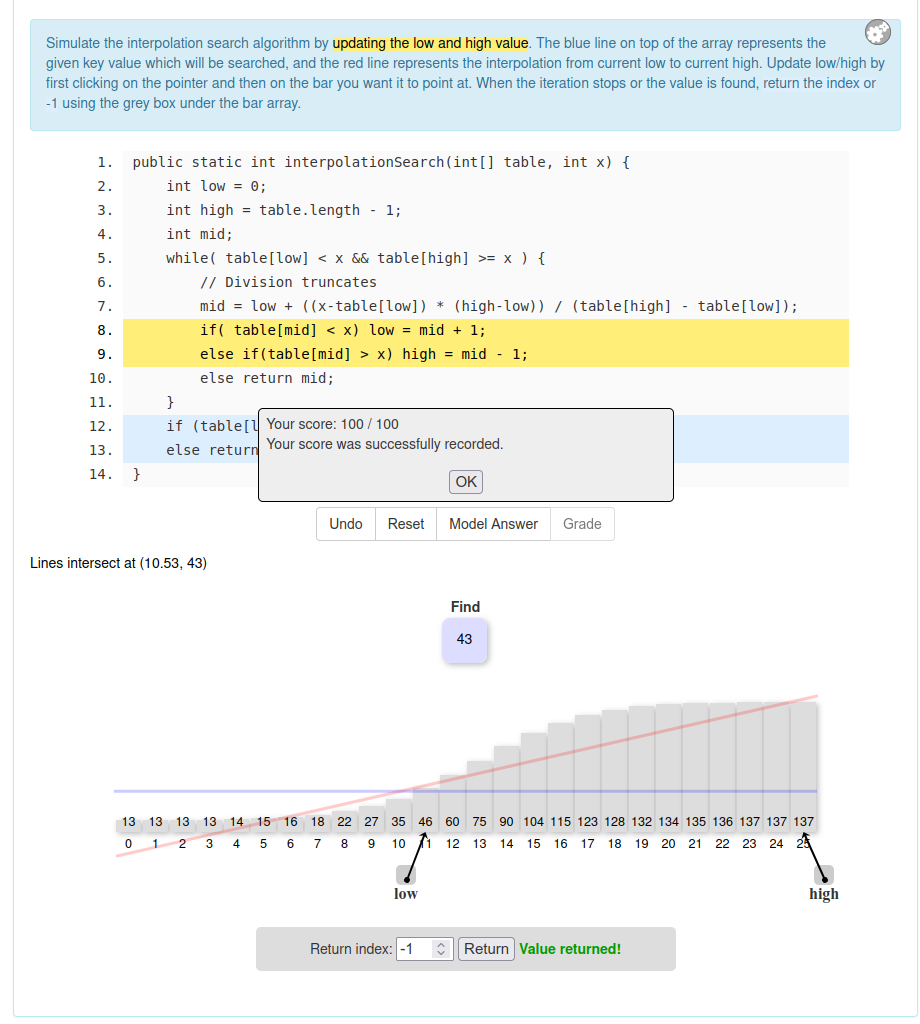 Simulate the interpolation search algorithm by updating the low and high value. The blue line on top of the array represents the
given key value which will be searched, and the red line represents the interpolation from current low to current high. Update low/high by
first clicking on the pointer and then on the bar you want it to point at. When the iteration stops or the value is found, return the index or
-1 using the grey box under the bar array.
1. public static int interpolationSearch(int[] table, int x) {
2. int low = 0;
3. int high = table.length - 1;
4. int mid;
5. while( table[low] < x && table[high] >= x ) {
6. // Division truncates
7. mid = low + ((x-table[low]) * (high-low)) / (table[high] - table[low]);
8. if( table[mid] < x) low = mid + 1;
9. else if(table[mid] > x) high = mid - 1;
10. else return mid;
11. }
12. if (table[l
13. else return
14. }
Your score: 100 / 100
Your score was successfully recorded.
OK
Undo Reset Model Answer Grade
Lines intersect at (10.53, 43)
Find
43
13 13 13 13 14 15 16 18 22 27 35 46 60 75 90 104 115 123 128 132 134 135 136 137 137 137
0 1 2 3 4 5 6 7 8 9 10 11 12 13 14 15 16 17 18 19 20 21 22 23 24 25
low high
Return index: -1 Return Value returned!